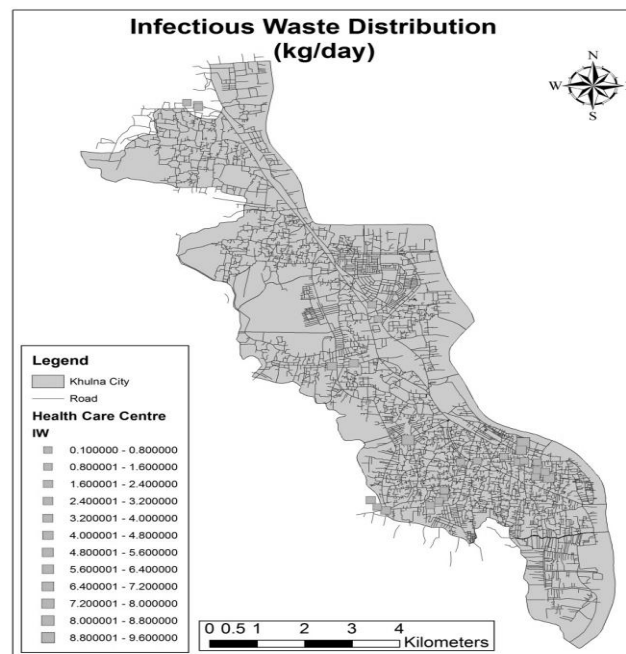 Infectious Waste Distribution
(kg/day)
N
W
S
Legend
Khulna City
Road
Health Care Centre
IW
0.100000 - 0.800000
0.800001 - 1.600000
1.600001 - 2.400000
2.400001 - 3.200000
3.200001 - 4.000000
4.000001 - 4.800000
4.800001 - 5.600000
5.600001 - 6.400000
6.400001 - 7.200000
7.200001 - 8.000000
8.000001 - 8.800000
8.800001 - 9.600000
0 0.5 1 2 3 4
Kilometers